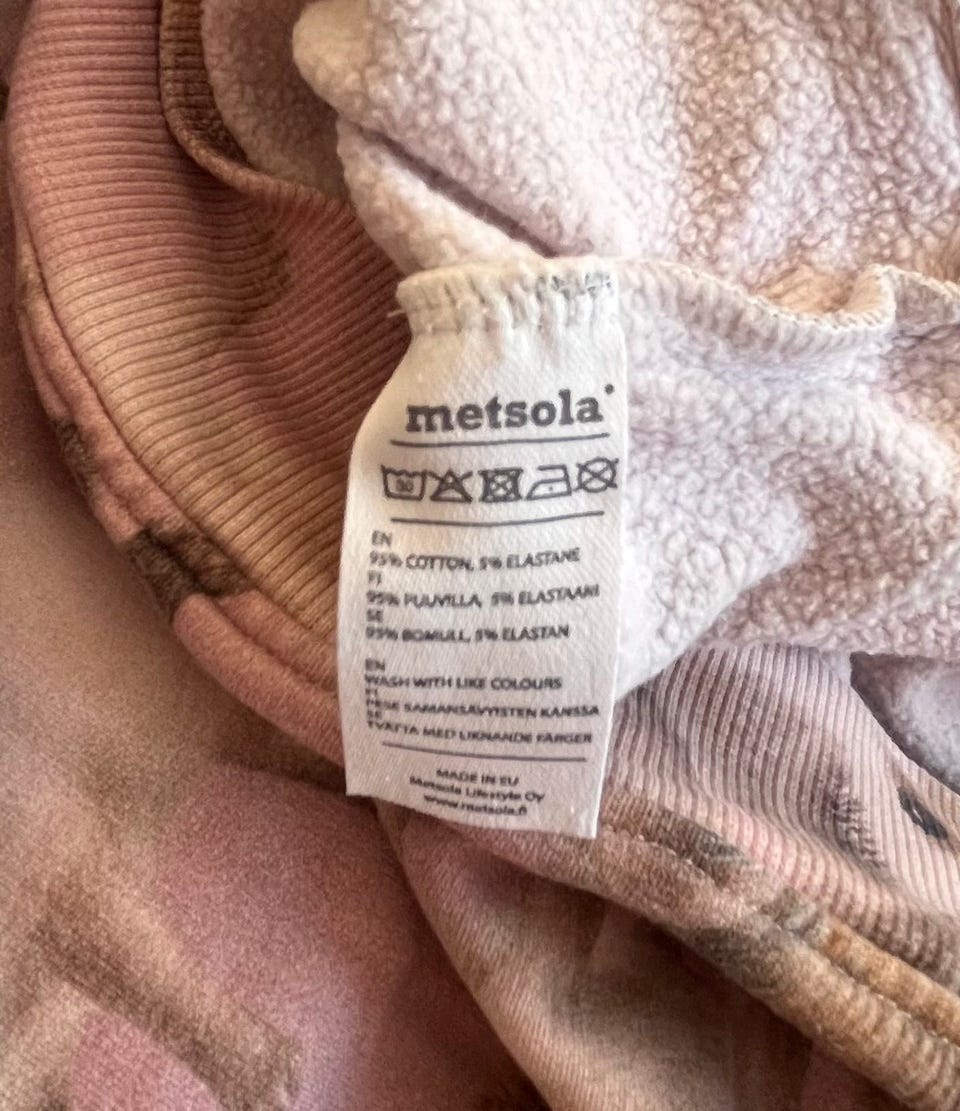 metsola
EN
95% COTTON, 5% ELASTANE
FI
95% PUUVILLA, 5% ELASTAANI
SE
95% BOMULL, 5% ELASTAN
EN
WASH WITH LIKE COLOURS
FI
PESE SAMANSÄVYISTEN KANSSA
SE
TVÄTTA MED LIKNANDE FÄRGER
MADE IN EU
Metsola Lifestyle Oy
www.metsola.fi